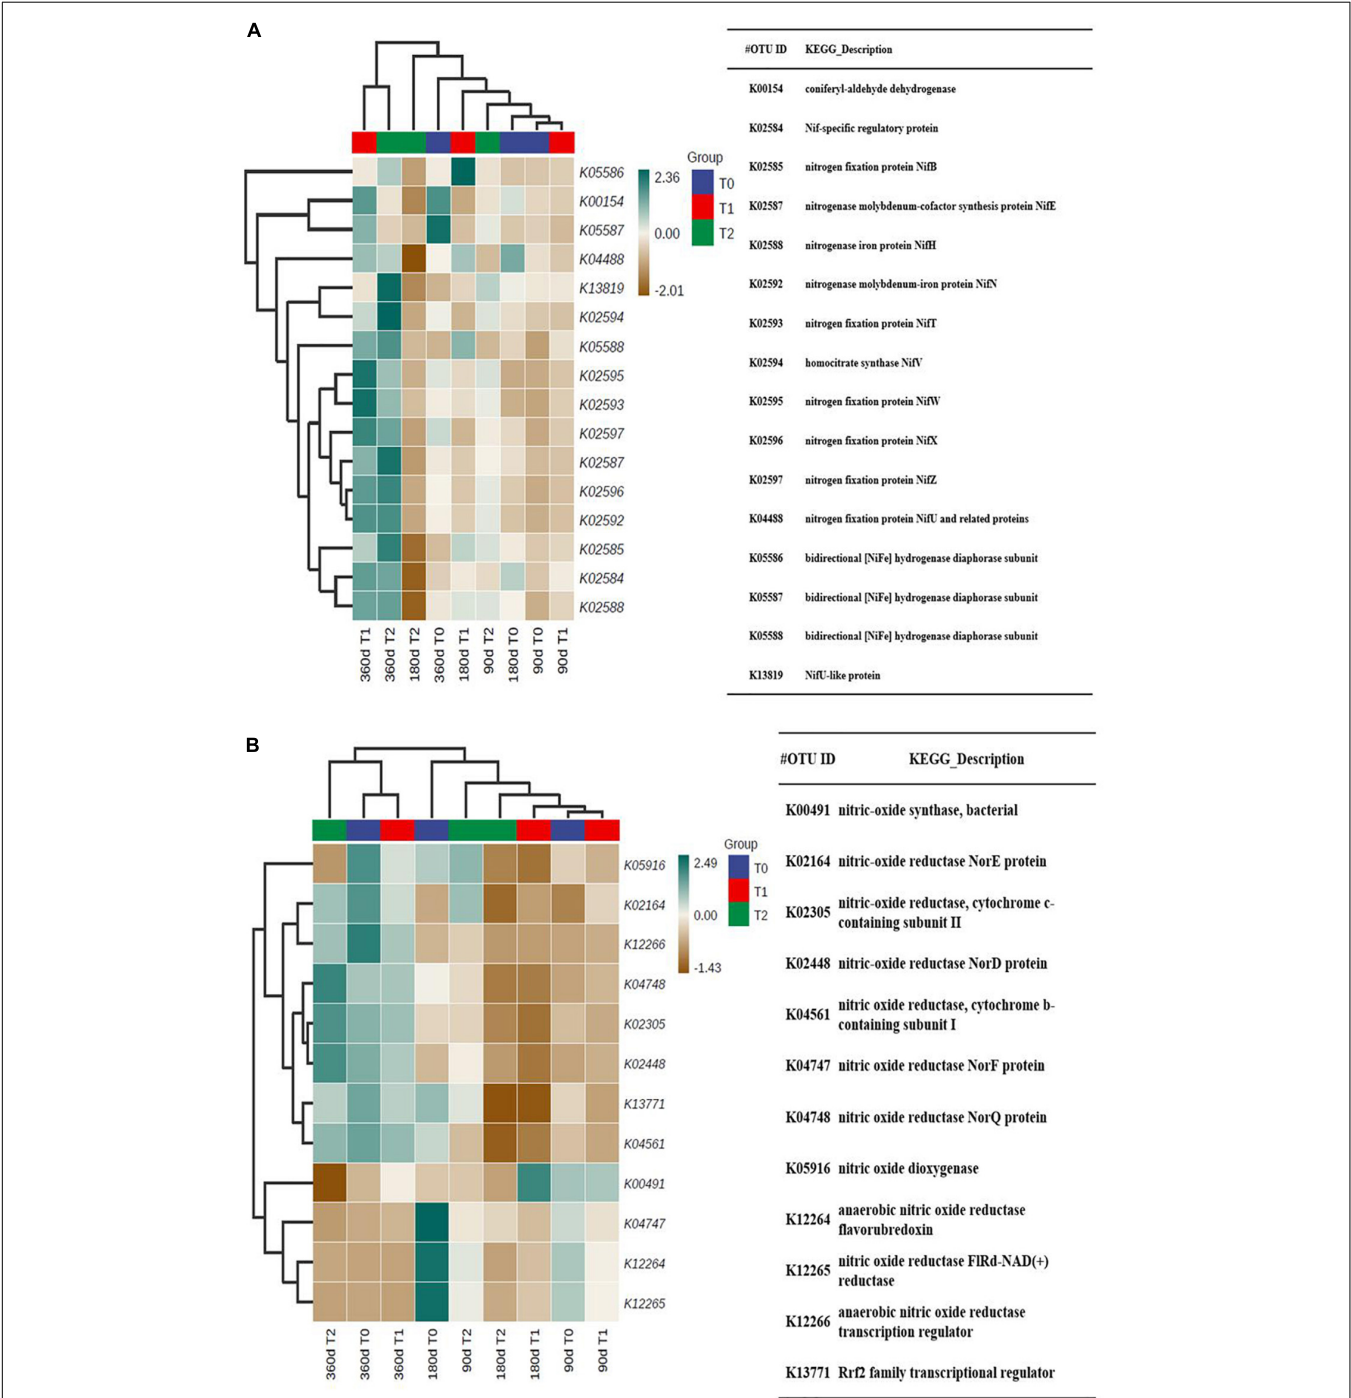 A
#OTU ID KEGG_Description
K00154 coniferyl-aldehyde dehydrogenase
K02584 Nif-specific regulatory protein
K02585 nitrogen fixation protein NifB
K02587 nitrogenase molybdenum-cofactor synthesis protein NifE
K02588 nitrogenase iron protein NifH
K02592 nitrogenase molybdenum-iron protein NifN
K02593 nitrogen fixation protein NifT
K02594 homocitrate synthase NifV
K02595 nitrogen fixation protein NifW
K02596 nitrogen fixation protein NifX
K02597 nitrogen fixation protein NifZ
K04488 nitrogen fixation protein NifU and related proteins
K05586 bidirectional [NiFe] hydrogenase diaphorase subunit
K05587 bidirectional [NiFe] hydrogenase diaphorase subunit
K05588 bidirectional [NiFe] hydrogenase diaphorase subunit
K13819 NifU-like protein
K05586
K00154
K05587
K04488
K13819
K02594
K05588
K02595
K02593
K02597
K02587
K02596
K02592
K02585
K02584
K02588
2.36
0.00
-2.01
Group
T0
T1
T2
360d T1
360d T2
180d T2
360d T0
180d T1
90d T2
180d T0
90d T0
90d T1
B
#OTU ID KEGG_Description
K00491 nitric-oxide synthase, bacterial
K02164 nitric-oxide reductase NorE protein
K02305 nitric-oxide reductase, cytochrome c-
containing subunit II
K02448 nitric-oxide reductase NorD protein
K04561 nitric oxide reductase, cytochrome b-
containing subunit I
K04747 nitric oxide reductase NorF protein
K04748 nitric oxide reductase NorQ protein
K05916 nitric oxide dioxygenase
K12264 anaerobic nitric oxide reductase
flavorubredoxin
K12265 nitric oxide reductase FlRd-NAD(+)
reductase
K12266 anaerobic nitric oxide reductase
transcription regulator
K13771 Rrf2 family transcriptional regulator
K05916
K02164
K12266
K04748
K02305
K02448
K13771
K04561
K00491
K04747
K12264
K12265
2.49
0.00
-1.43
Group
T0
T1
T2
360d T2
360d T0
360d T1
180d T0
90d T2
180d T2
180d T1
90d T0
90d T1